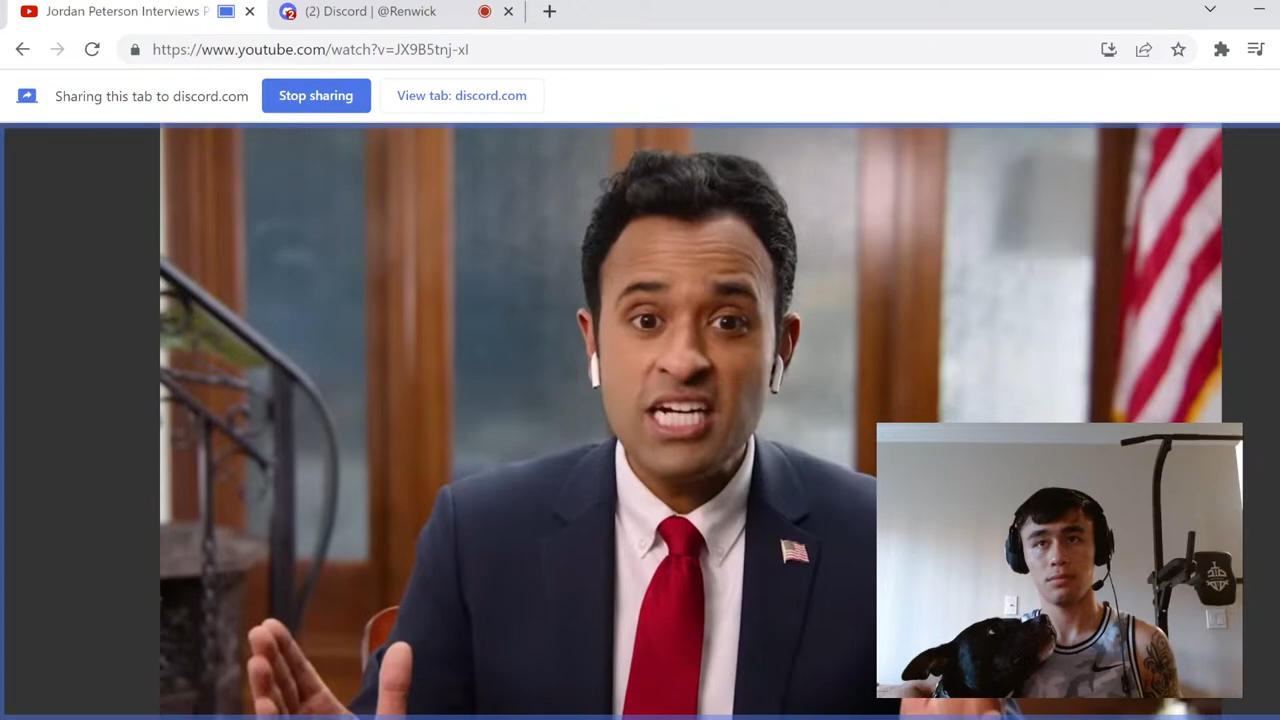 Jordan Peterson Interviews P
(2) Discord | @Renwick
https://www.youtube.com/watch?v=JX9B5tnj-xI
Sharing this tab to discord.com
Stop sharing
View tab: discord.com